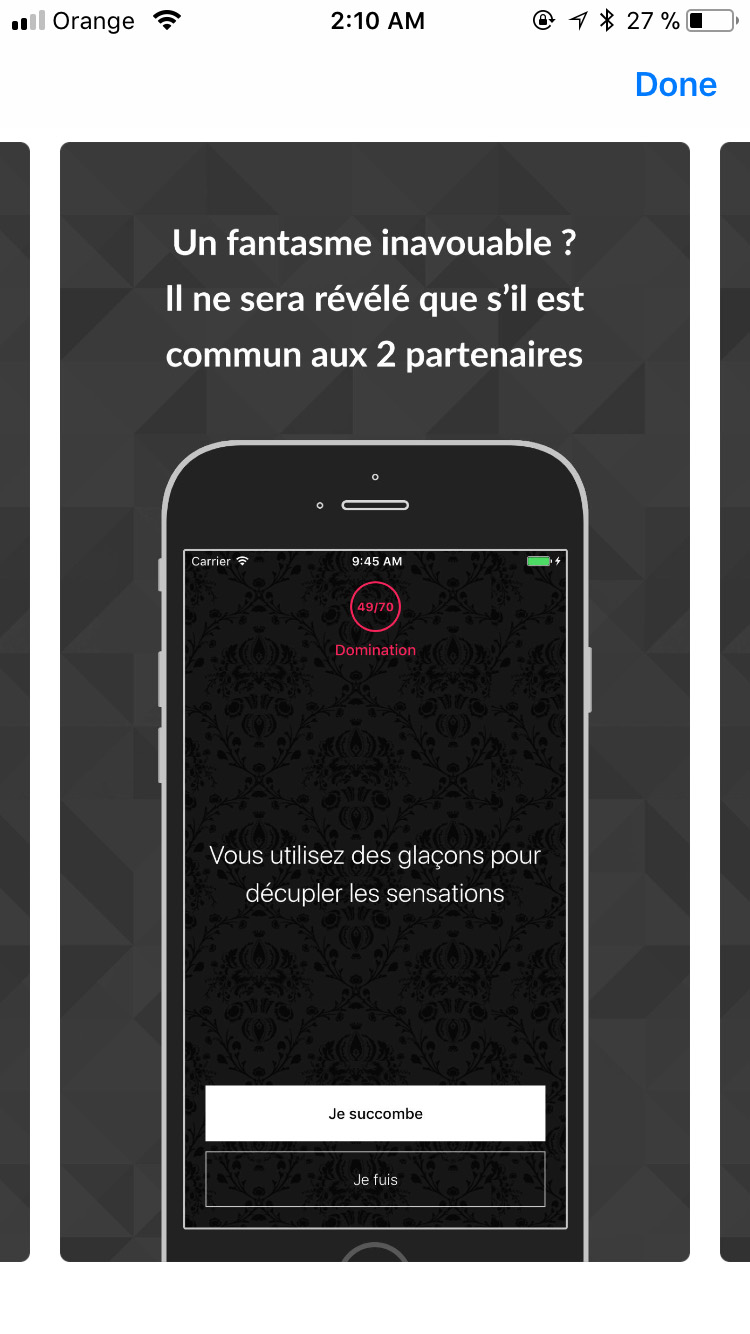 Orange 2:10 AM 27 %
Done
Un fantasme inavouable ?
Il ne sera révélé que s’il est
commun aux 2 partenaires
Carrier 9:45 AM
49/70
Domination
Vous utilisez des glaçons pour
décupler les sensations
Je succombe
Je fuis